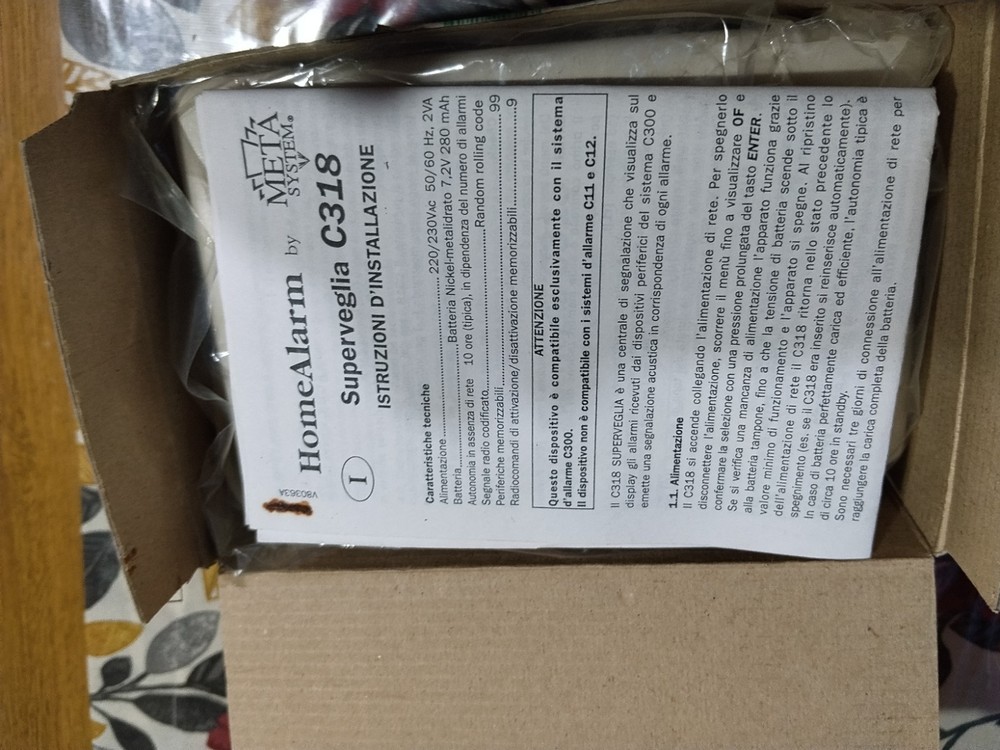 V803633A
HomeAlarm by META SYSTEM®
I
Superveglia C318
ISTRUZIONI D'INSTALLAZIONE
Caratteristiche tecniche
Alimentazione......220/230VAC 50/60 Hz, 2VA
Batteria......Batteria Nickel-metalidrato 7,2V 280 mAh
Autonomia in assenza di rete 10 ore (tipica), in dipendenza del numero di allarmi
Segnale radio codificato......Random rolling code
Periferiche memorizzabili......99
Radiocomandi di attivazione/disattivazione memorizzabili......9
ATTENZIONE
Questo dispositivo è compatibile esclusivamente con il sistema
d'allarme C300.
Il dispositivo non è compatibile con i sistemi d'allarme C11 e C12.
Il C318 SUPERVEGLIA è una centrale di segnalazione che visualizza sul
display gli allarmi ricevuti dai dispositivi periferici del sistema C300 e
emette una segnalazione acustica in corrispondenza di ogni allarme.
1.1. Alimentazione
Il C318 si accende collegando l'alimentazione di rete. Per spegnerlo
disconnettere l'alimentazione, scorrere il menù fino a visualizzare OF e
confermare la selezione con una pressione prolungata del tasto ENTER.
Se si verifica una mancanza di alimentazione l'apparato funziona grazie
alla batteria tampone, fino a che la tensione di batteria scende sotto il
valore minimo di funzionamento e l'apparato si spegne. Al ripristino
dell'alimentazione di rete il C318 ritorna nello stato precedente lo
spegnimento (es. se il C318 era inserito si reinserisce automaticamente).
In caso di batteria perfettamente carica ed efficiente, l'autonomia tipica è
di circa 10 ore in standby.
Sono necessari tre giorni di connessione all'alimentazione di rete per
raggiungere la carica completa della batteria.